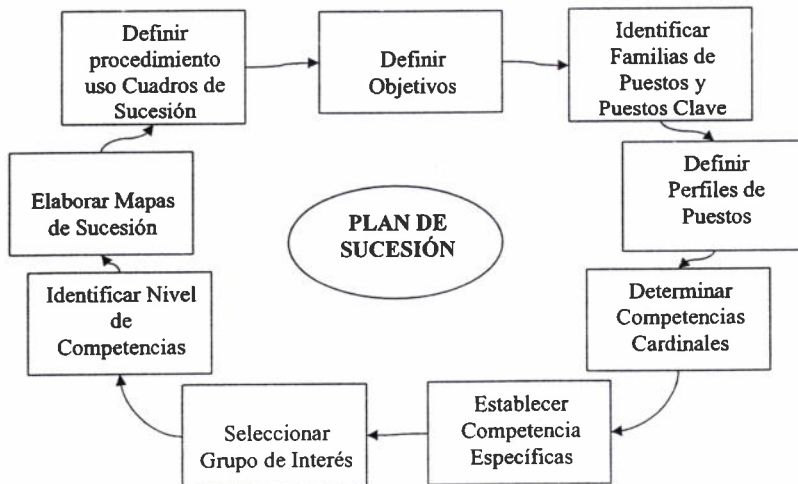 Definir
procedimiento
uso Cuadros de
Sucesión
Definir
Objetivos
Identificar
Familias de
Puestos y
Puestos Clave
Definir
Perfiles de
Puestos
Determinar
Competencias
Cardinales
Establecer
Competencia
Específicas
Seleccionar
Grupo de Interés
Identificar Nivel
de
Competencias
Elaborar Mapas
de Sucesión
PLAN DE
SUCESIÓN